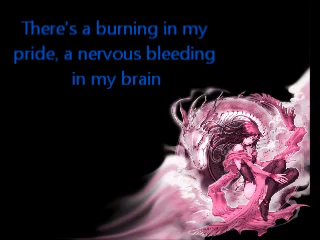 There's a burning in my
pride, a nervous bleeding
in my brain